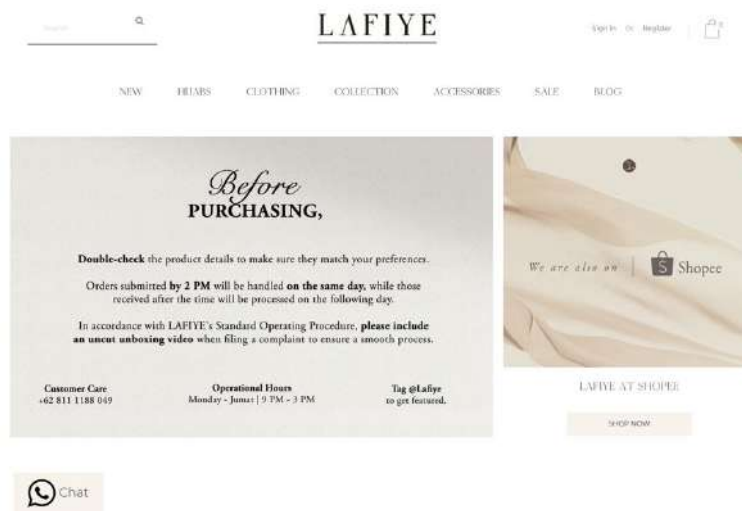 Search
LAFIYE
Sign In Or Register
0
NEW HIJABS CLOTHING COLLECTION ACCESSORIES SALE BLOG
Before
PURCHASING,
Double-check the product details to make sure they match your preferences.
Orders submitted by 2 PM will be handled on the same day, while those
received after the time will be processed on the following day.
In accordance with LAFIYE's Standard Operating Procedure, please include
an uncut unboxing video when filing a complaint to ensure a smooth process.
Customer Care
+62 811 1188 049
Operational Hours
Monday - Jumat | 9 PM - 3 PM
Tag @Lafiye
to get featured.
We are also on | Shopee
LAFIYE AT SHOPEE
SHOP NOW
Chat